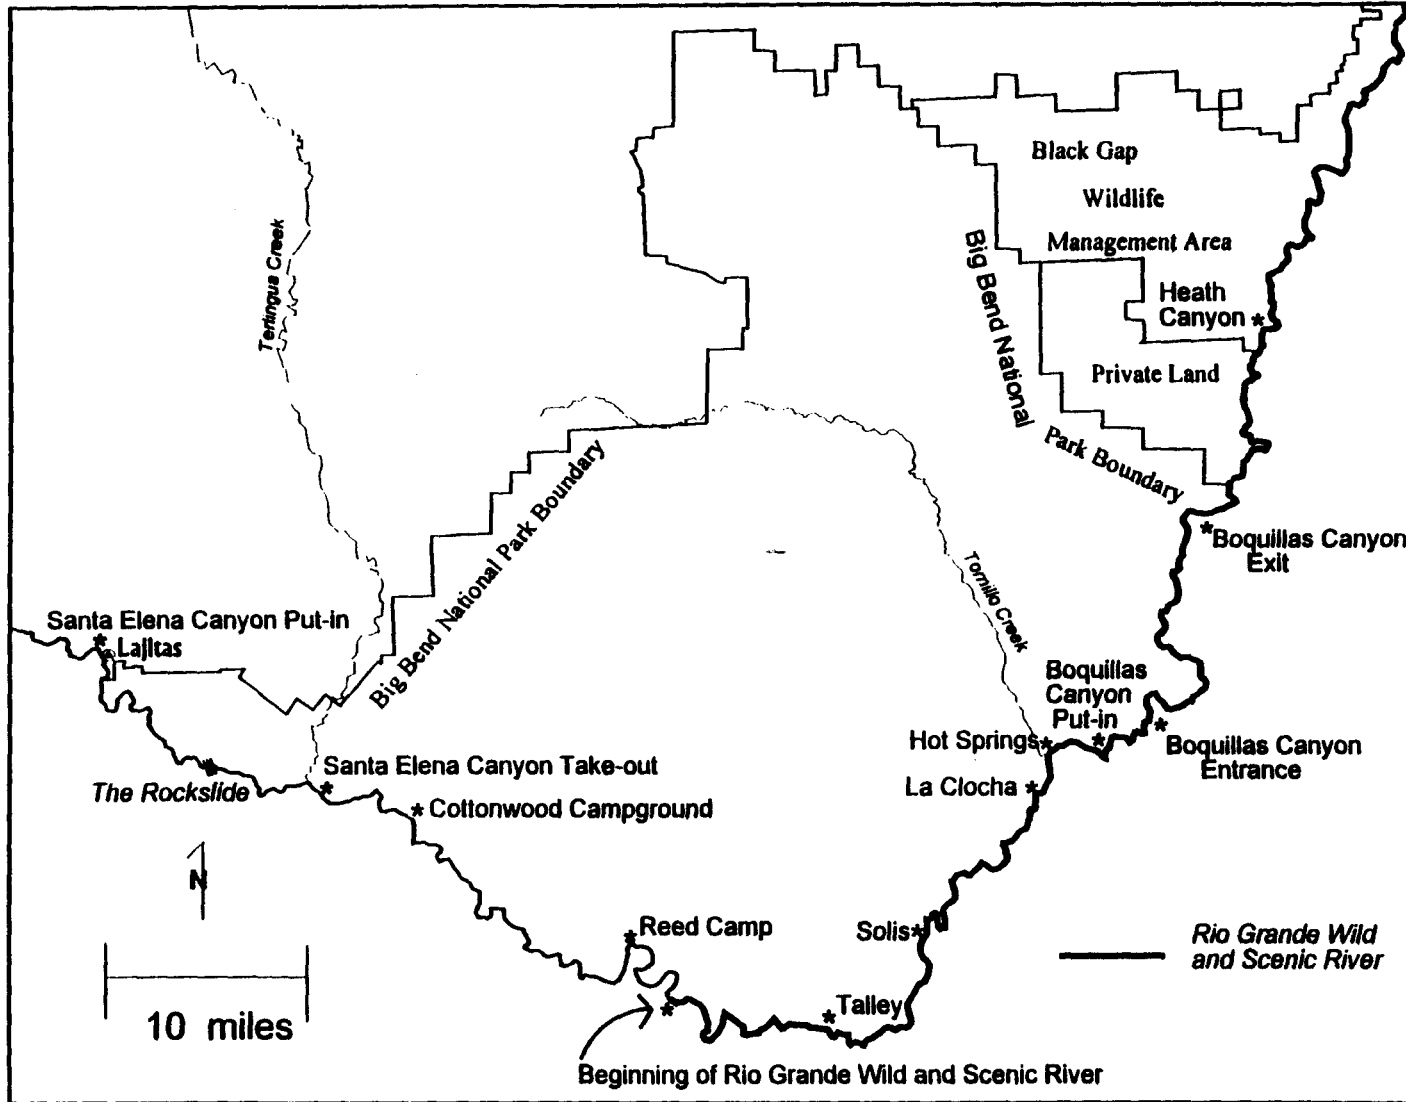 Black Gap
Wildlife
Management Area
Terlingua Creek
Big Bend National
Heath
Canyon *
Private Land
Park Boundary
Big Bend National Park Boundary
* Boquillas Canyon
Exit
Tornillo Creek
Santa Elena Canyon Put-in
* Lajitas
Boquillas
Canyon
Put-in
*
Hot Springs*
* Boquillas Canyon
Entrance
The Rockslide
Santa Elena Canyon Take-out
*
La Clocha *
* Cottonwood Campground
N
* Reed Camp
Solis*
Rio Grande Wild
and Scenic River
* Talley
10 miles
*
Beginning of Rio Grande Wild and Scenic River